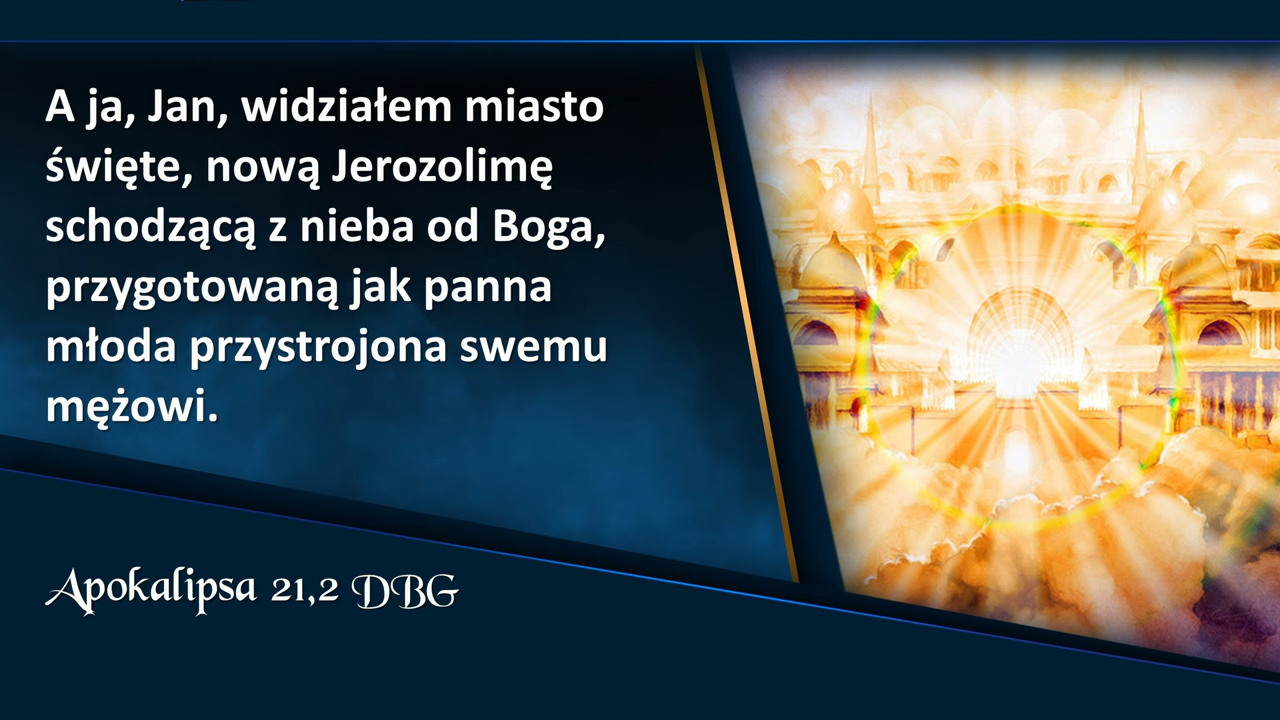 A ja, Jan, widziałem miasto
święte, nową Jerozolimę
schodzącą z nieba od Boga,
przygotowaną jak panna
młoda przystrojona swemu
mężowi.
Apokalipsa 21,2 DBG